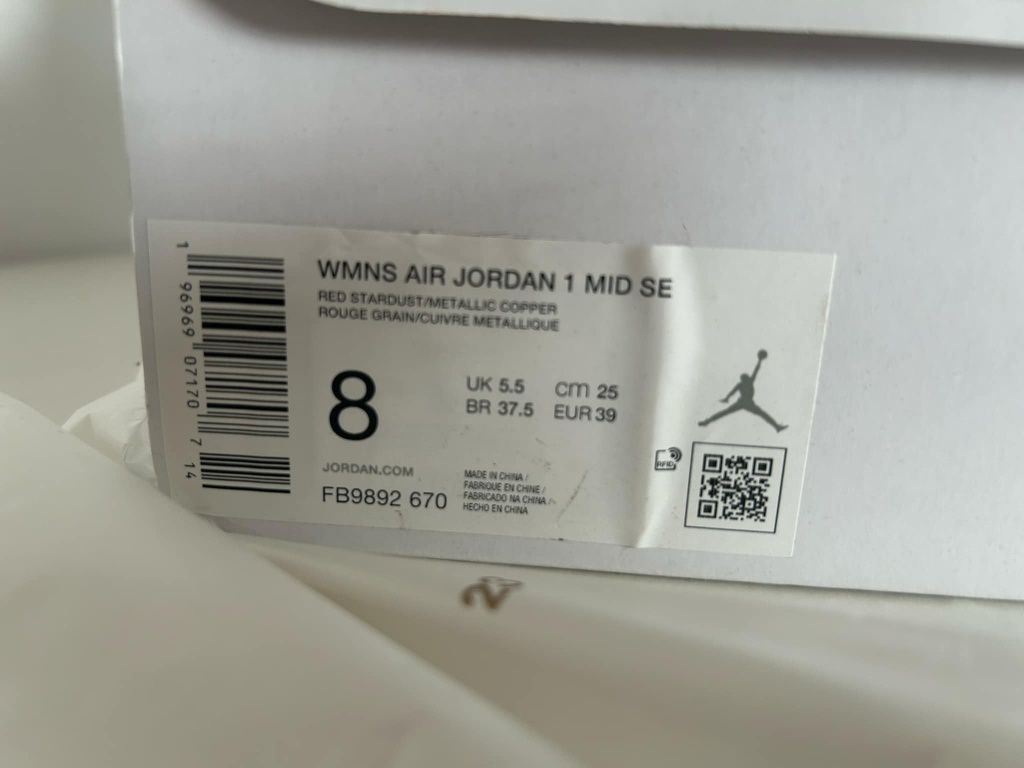 1 96969 07170 7 14
WMNS AIR JORDAN 1 MID SE
RED STARDUST/METALLIC COPPER
ROUGE GRAIN/CUIVRE METALLIQUE
8
UK 5.5 cm 25
BR 37.5 EUR 39
JORDAN.COM
FB9892 670
MADE IN CHINA /
FABRIQUE EN CHINE /
FABRICADO NA CHINA /
HECHO EN CHINA
RFID